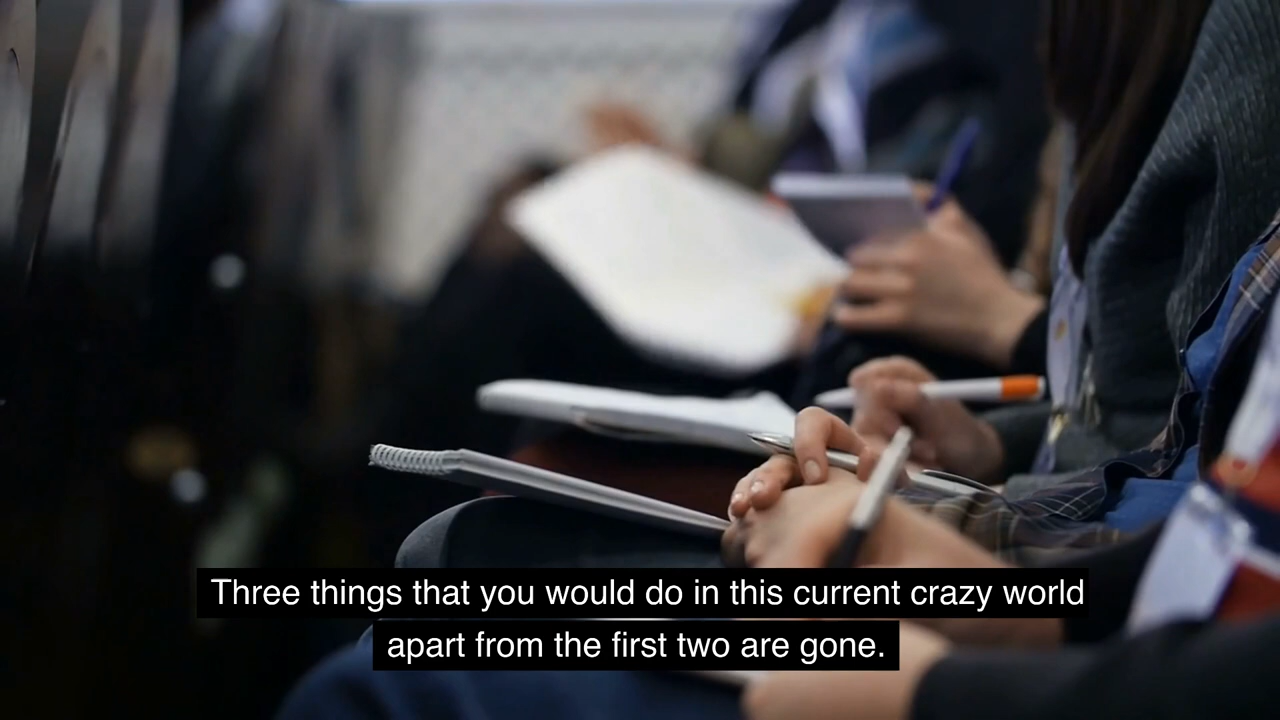 Three things that you would do in this current crazy world
apart from the first two are gone.